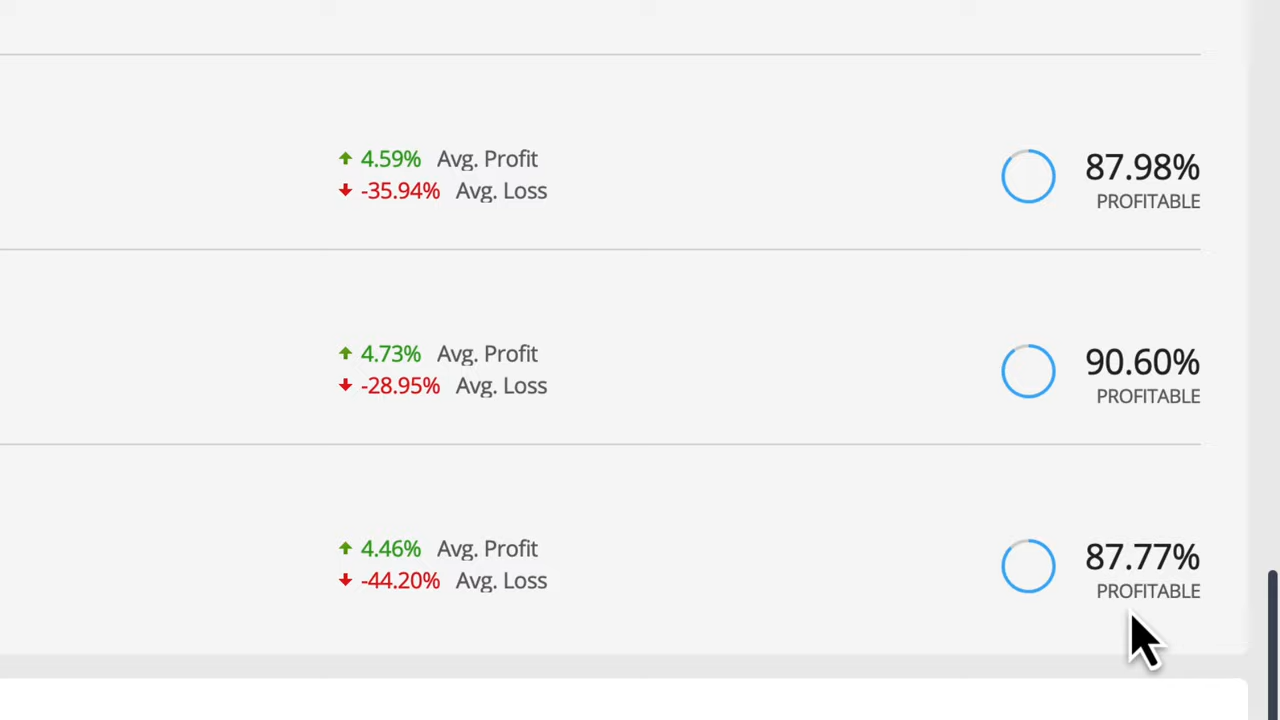 4.59% Avg. Profit
-35.94% Avg. Loss
87.98%
PROFITABLE
4.73% Avg. Profit
-28.95% Avg. Loss
90.60%
PROFITABLE
4.46% Avg. Profit
-44.20% Avg. Loss
87.77%
PROFITABLE